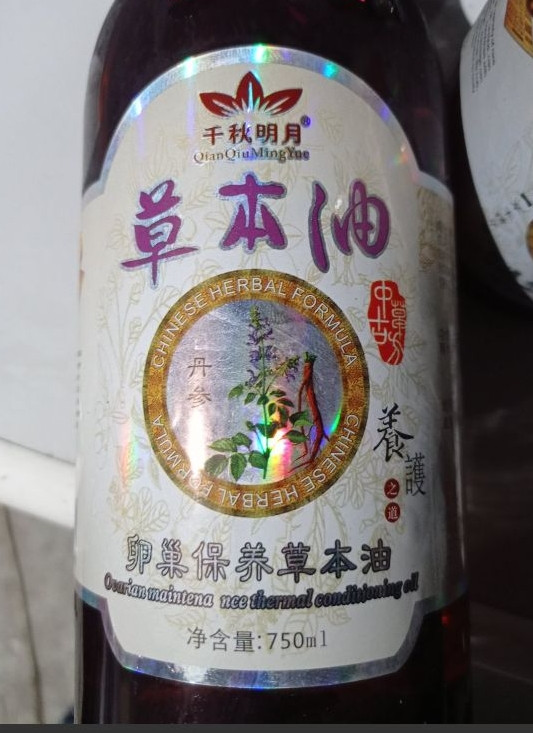 千秋明月®
QianQiuMingYue
草本油
CHINESE HERBAL FORMULA
丹参
CHINESE HERBAL FORMULA
養護
之道
卵巢保养草本油
Ovarian maintena nce thermal conditioning oil
净含量:750ml